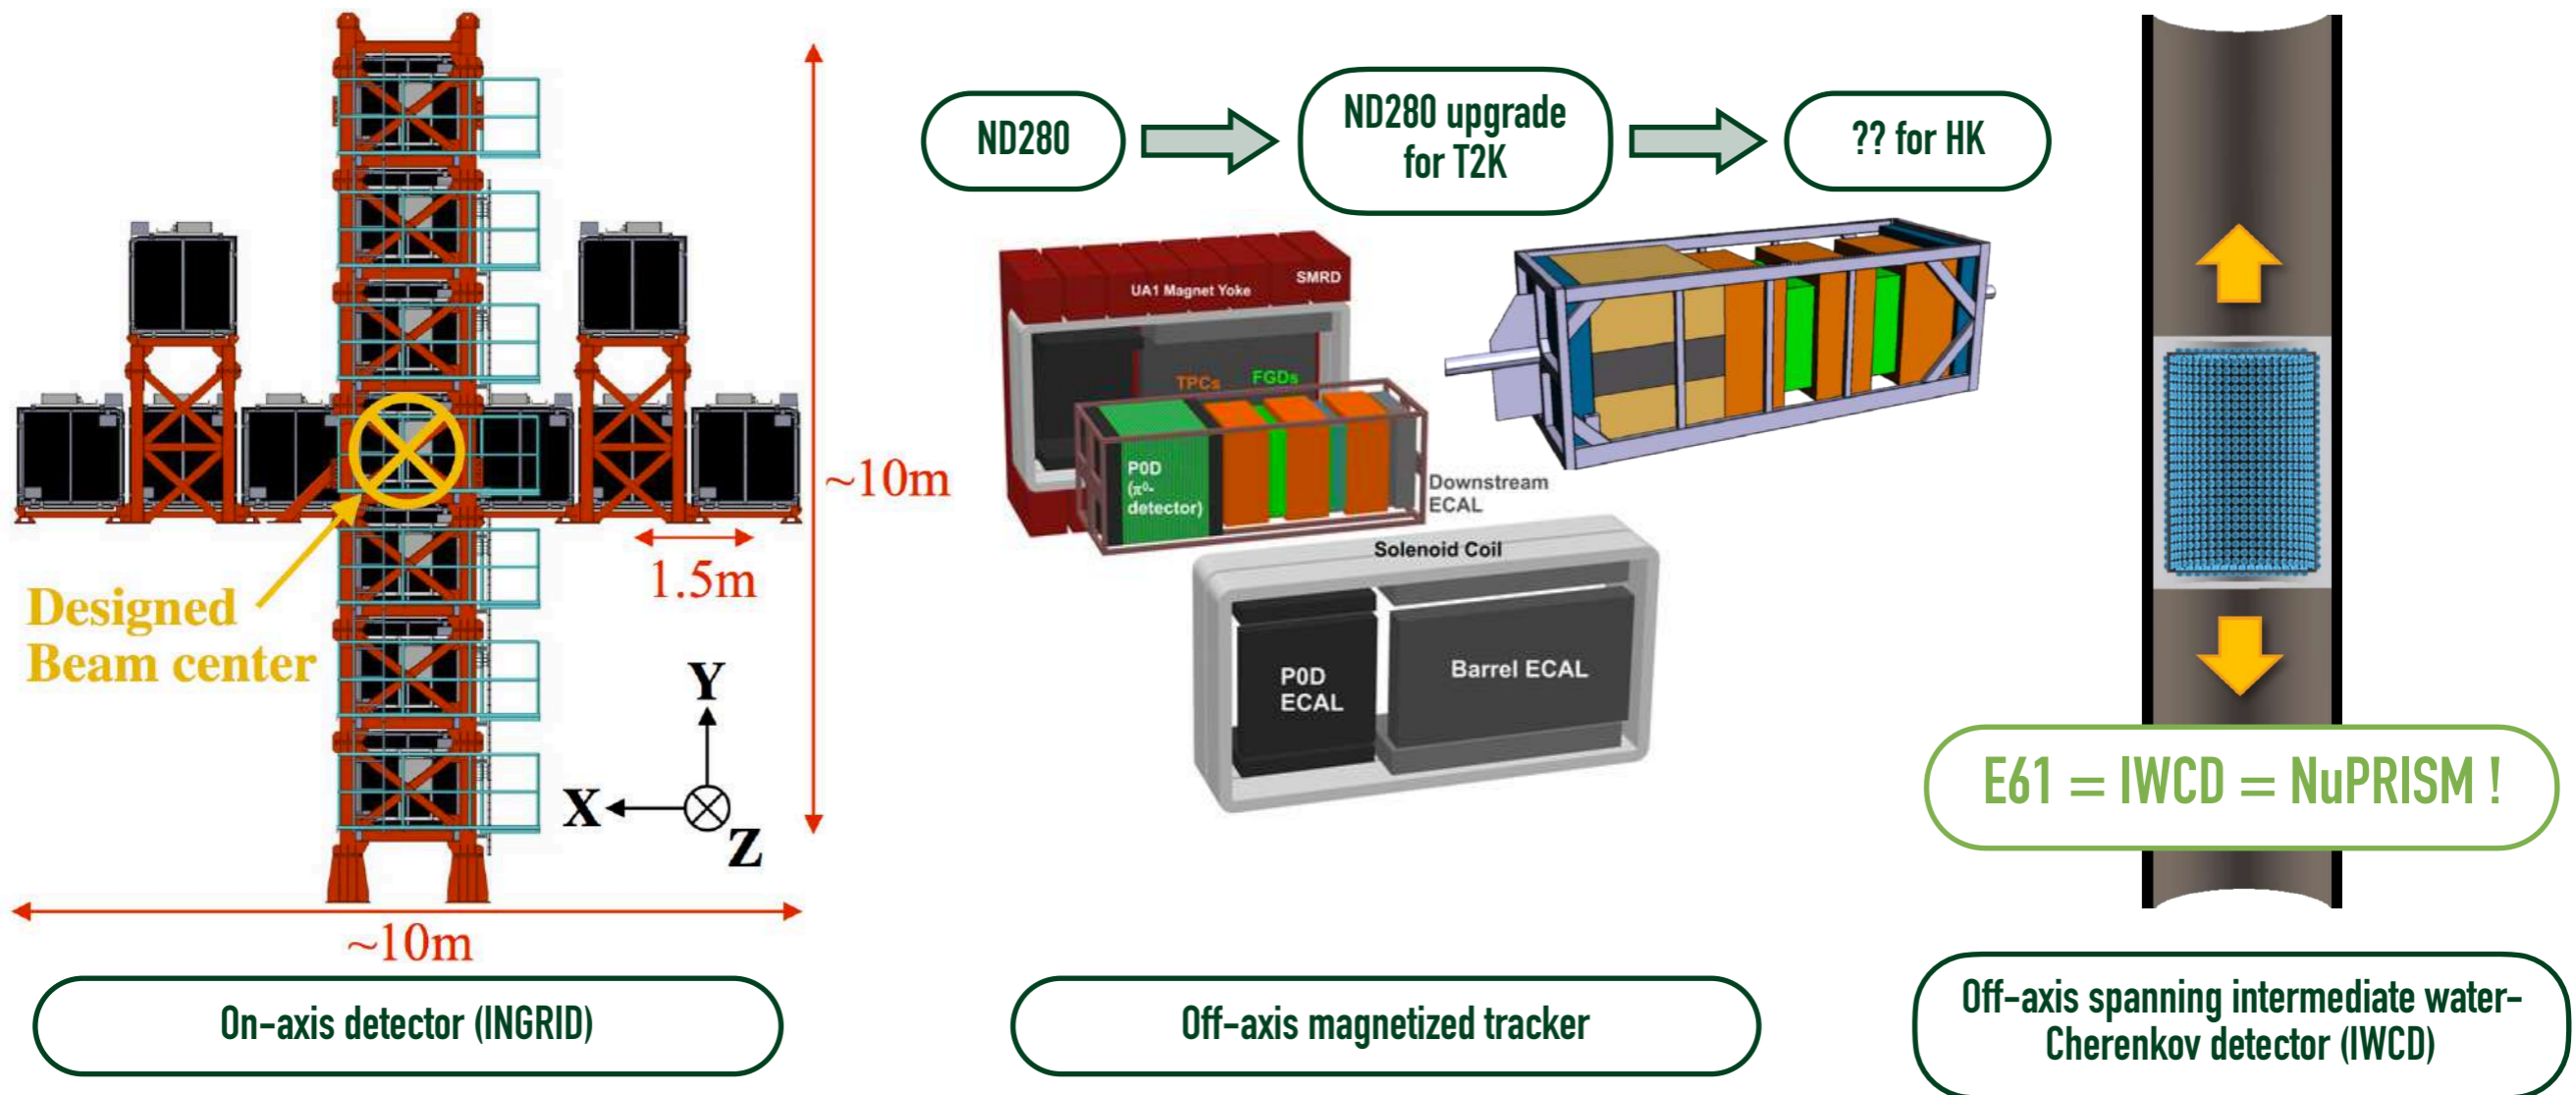 ~10m
1.5m
Designed
Beam center
Y
X
Z
~10m
On-axis detector (INGRID)
ND280
ND280 upgrade
for T2K
?? for HK
UA1 Magnet Yoke
SMRD
TPCs
FGDs
P0D
(π⁰-
detector)
Downstream
ECAL
Solenoid Coil
P0D
ECAL
Barrel ECAL
Off-axis magnetized tracker
E61 = IWCD = NuPRISM !
Off-axis spanning intermediate water-
Cherenkov detector (IWCD)